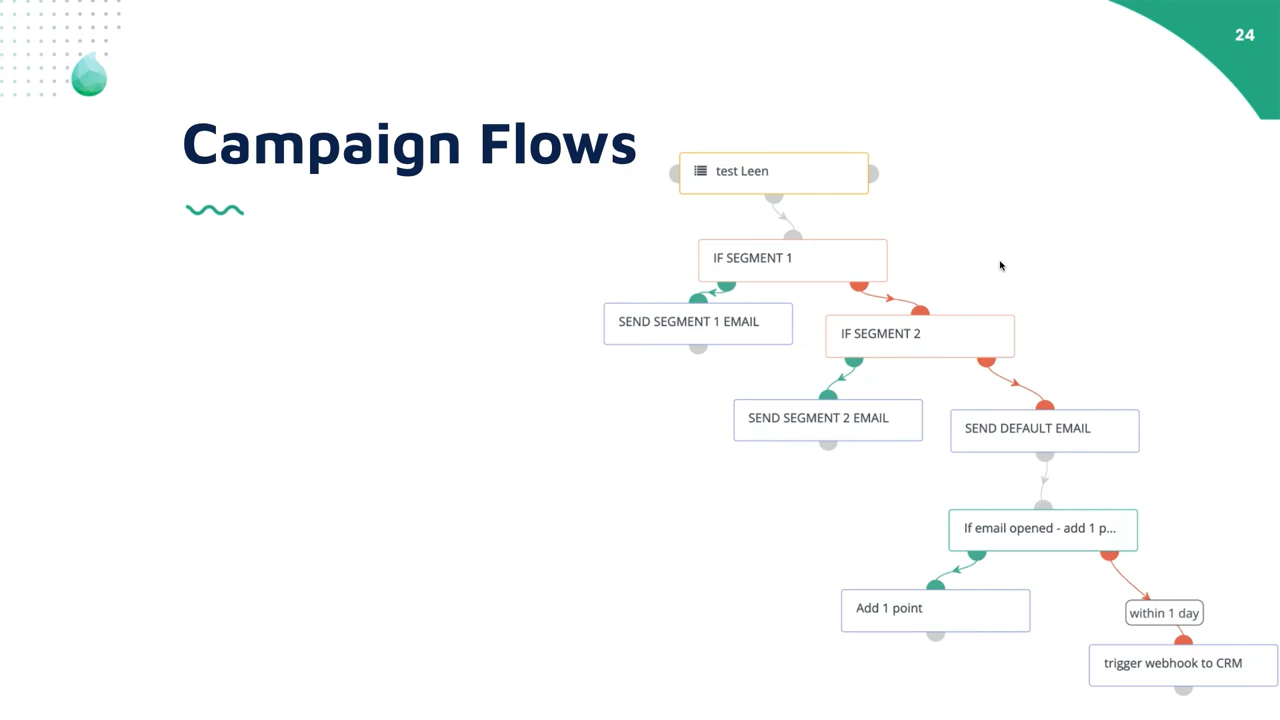 24
Campaign Flows
test Leen
IF SEGMENT 1
SEND SEGMENT 1 EMAIL
IF SEGMENT 2
SEND SEGMENT 2 EMAIL
SEND DEFAULT EMAIL
If email opened - add 1 p...
Add 1 point
within 1 day
trigger webhook to CRM